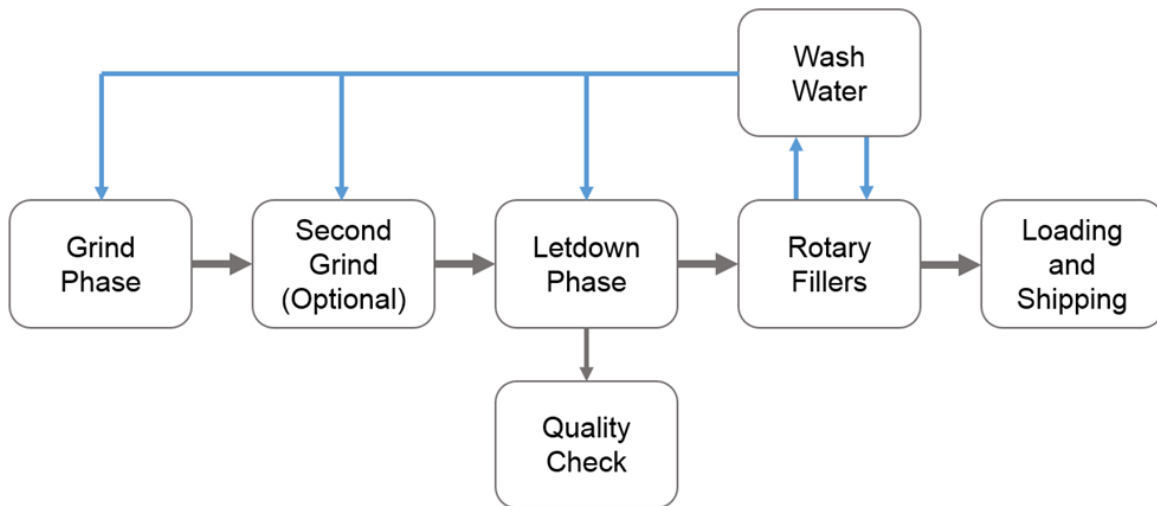 Wash
Water
Grind
Phase
Second
Grind
(Optional)
Letdown
Phase
Rotary
Fillers
Loading
and
Shipping
Quality
Check